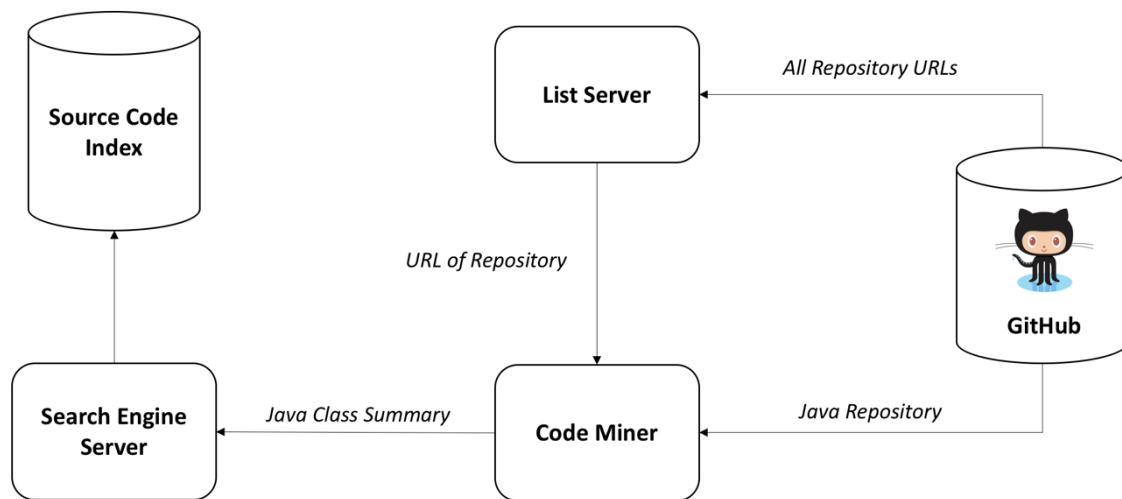 All Repository URLs
List Server
Source Code
Index
URL of Repository
GitHub
Java Class Summary
Java Repository
Search Engine
Server
Code Miner